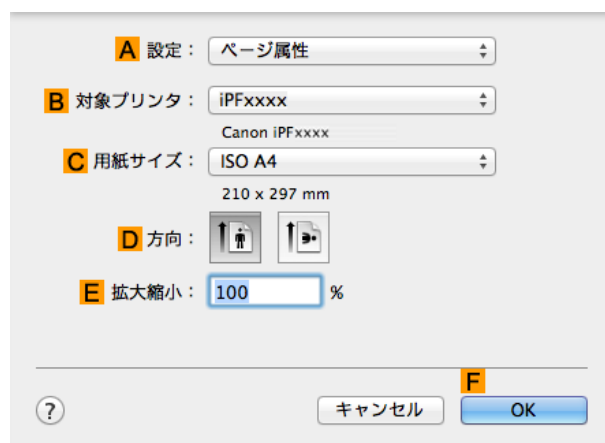 A 設定： ページ属性
B 対象プリンタ： iPFxxxx
Canon iPFxxxx
C 用紙サイズ： ISO A4
210 x 297 mm
D 方向：
E 拡大縮小： 100 %
F
? キャンセル OK